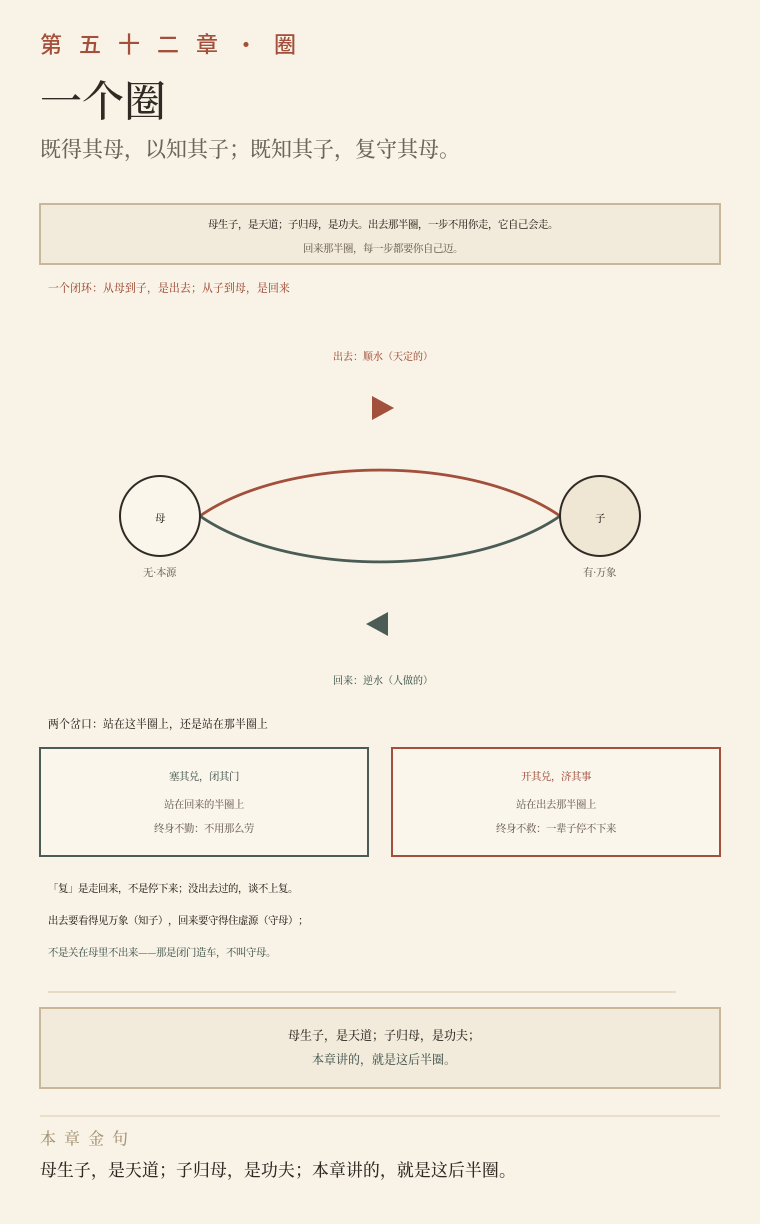 第五十二章·圈
一个圈
既得其母，以知其子；既知其子，复守其母。
母生子，是天道；子归母，是功夫。出去那半圈，一步不用你走，它自己会走。
回来那半圈，每一步都要你自己迈。
一个闭环：从母到子，是出去；从子到母，是回来
出去：顺水（天定的）
母
子
无·本源
有·万象
回来：逆水（人做的）
两个岔口：站在这半圈上，还是站在那半圈上
塞其兑，闭其门
站在回来的半圈上
终身不勤：不用那么劳
开其兑，济其事
站在出去那半圈上
终身不救：一辈子停不下来
「复」是走回来，不是停下来；没出去过的，谈不上复。
出去要看得见万象（知子），回来要守得住虚源（守母）；
不是关在母里不出来——那是闭门造车，不叫守母。
母生子，是天道；子归母，是功夫；
本章讲的，就是这后半圈。
本章金句
母生子，是天道；子归母，是功夫；本章讲的，就是这后半圈。